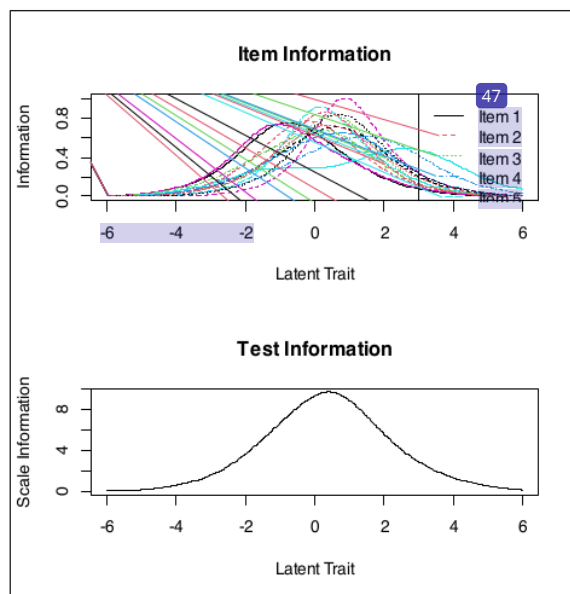 Item Information
47
Information
0.0 0.4 0.8
Item 1
Item 2
Item 3
Item 4
Item 5
-6 -4 -2 0 2 4 6
Latent Trait
Test Information
Scale Information
0 4 8
-6 -4 -2 0 2 4 6
Latent Trait